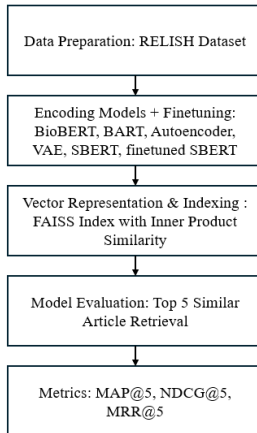 Data Preparation: RELISH Dataset
Encoding Models + Finetuning:
BioBERT, BART, Autoencoder,
VAE, SBERT, finetuned SBERT
Vector Representation & Indexing :
FAISS Index with Inner Product
Similarity
Model Evaluation: Top 5 Similar
Article Retrieval
Metrics: MAP@5, NDCG@5,
MRR@5